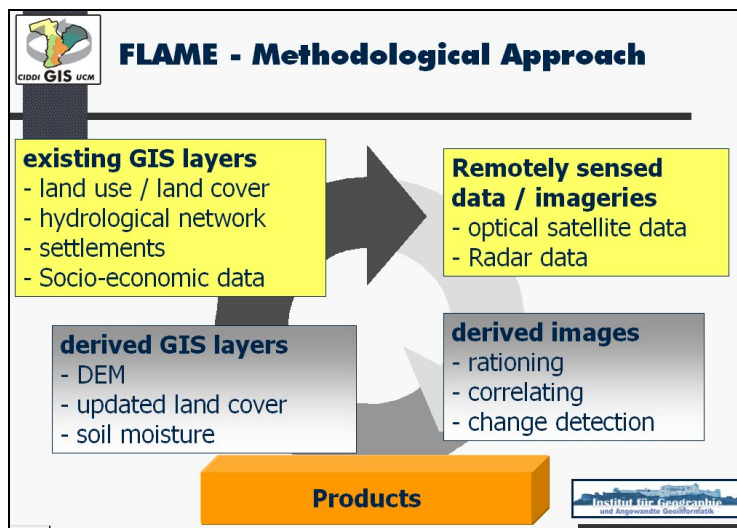 CIDDI GIS UCM
FLAME - Methodological Approach
existing GIS layers
- land use / land cover
- hydrological network
- settlements
- Socio-economic data
Remotely sensed
data / imageries
- optical satellite data
- Radar data
derived GIS layers
- DEM
- updated land cover
- soil moisture
derived images
- rationing
- correlating
- change detection
Products
Institut für Geographie
und Angewandte Geoinformatik